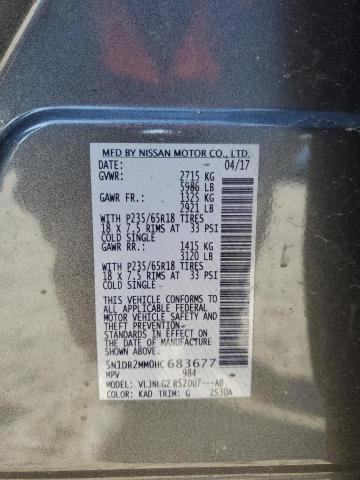 MFD BY NISSAN MOTOR CO., LTD.
DATE: 04/17
GVWR: 2715 KG
5986 LB
GAWR FR.: 1325 KG
2921 LB
WITH P235/65R18 TIRES
18 X 7.5 RIMS AT 33 PSI
COLD SINGLE
GAWR RR.: 1415 KG
3120 LB
WITH P235/65R18 TIRES
18 X 7.5 RIMS AT 33 PSI
COLD SINGLE
THIS VEHICLE CONFORMS TO
ALL APPLICABLE FEDERAL
MOTOR VEHICLE SAFETY AND
THEFT PREVENTION
STANDARDS IN EFFECT ON
THE DATE OF MANUFACTURE
SHOWN ABOVE.
5N1DR2MM0HC683677
MPV 984
MODEL: VLJNLGZ R52DU7---AB
COLOR: KAD TRIM: G 2530A